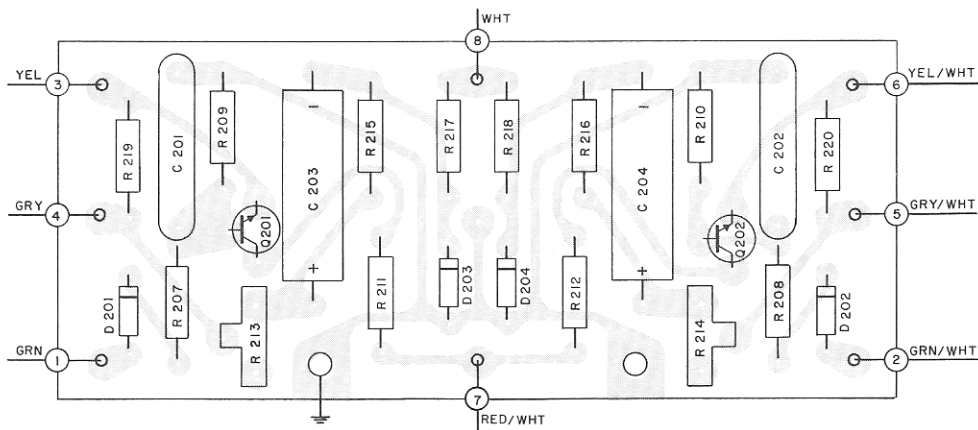 WHT
8
YEL
3
6
YEL/WHT
R 219
C 201
R 209
−
C 203
+
R 215
R 217
R 218
R 216
−
C 204
+
R 210
C 202
R 220
GRY
4
5
GRY/WHT
Q201
Q202
D201
R 207
R 213
R 211
D 203
D 204
R 212
R 214
R 208
D 202
GRN
1
2
GRN/WHT
7
RED/WHT